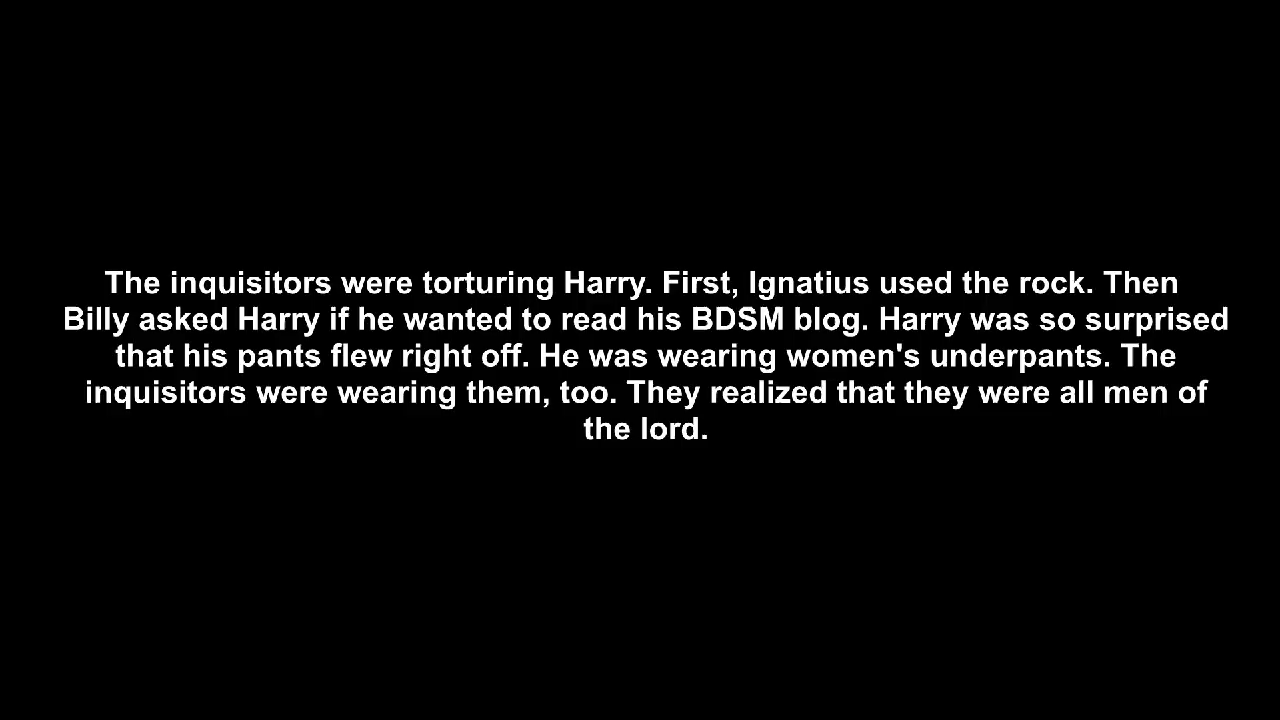 The inquisitors were torturing Harry. First, Ignatius used the rock. Then
Billy asked Harry if he wanted to read his BDSM blog. Harry was so surprised
that his pants flew right off. He was wearing women's underpants. The
inquisitors were wearing them, too. They realized that they were all men of
the lord.